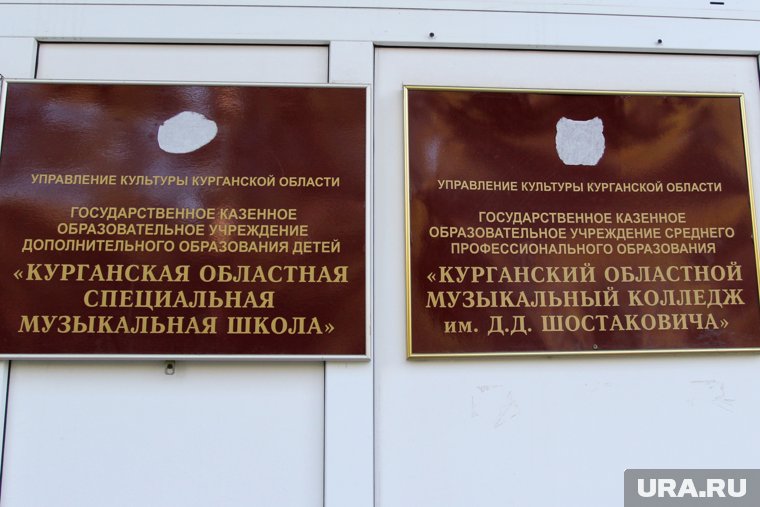 УПРАВЛЕНИЕ КУЛЬТУРЫ КУРГАНСКОЙ ОБЛАСТИ
ГОСУДАРСТВЕННОЕ КАЗЕННОЕ
ОБРАЗОВАТЕЛЬНОЕ УЧРЕЖДЕНИЕ
ДОПОЛНИТЕЛЬНОГО ОБРАЗОВАНИЯ ДЕТЕЙ
«КУРГАНСКАЯ ОБЛАСТНАЯ
СПЕЦИАЛЬНАЯ
МУЗЫКАЛЬНАЯ ШКОЛА»
УПРАВЛЕНИЕ КУЛЬТУРЫ КУРГАНСКОЙ ОБЛАСТИ
ГОСУДАРСТВЕННОЕ КАЗЕННОЕ
ОБРАЗОВАТЕЛЬНОЕ УЧРЕЖДЕНИЕ СРЕДНЕГО
ПРОФЕССИОНАЛЬНОГО ОБРАЗОВАНИЯ
«КУРГАНСКИЙ ОБЛАСТНОЙ
МУЗЫКАЛЬНЫЙ КОЛЛЕДЖ
ИМ. Д.Д. ШОСТАКОВИЧА»
URA.RU